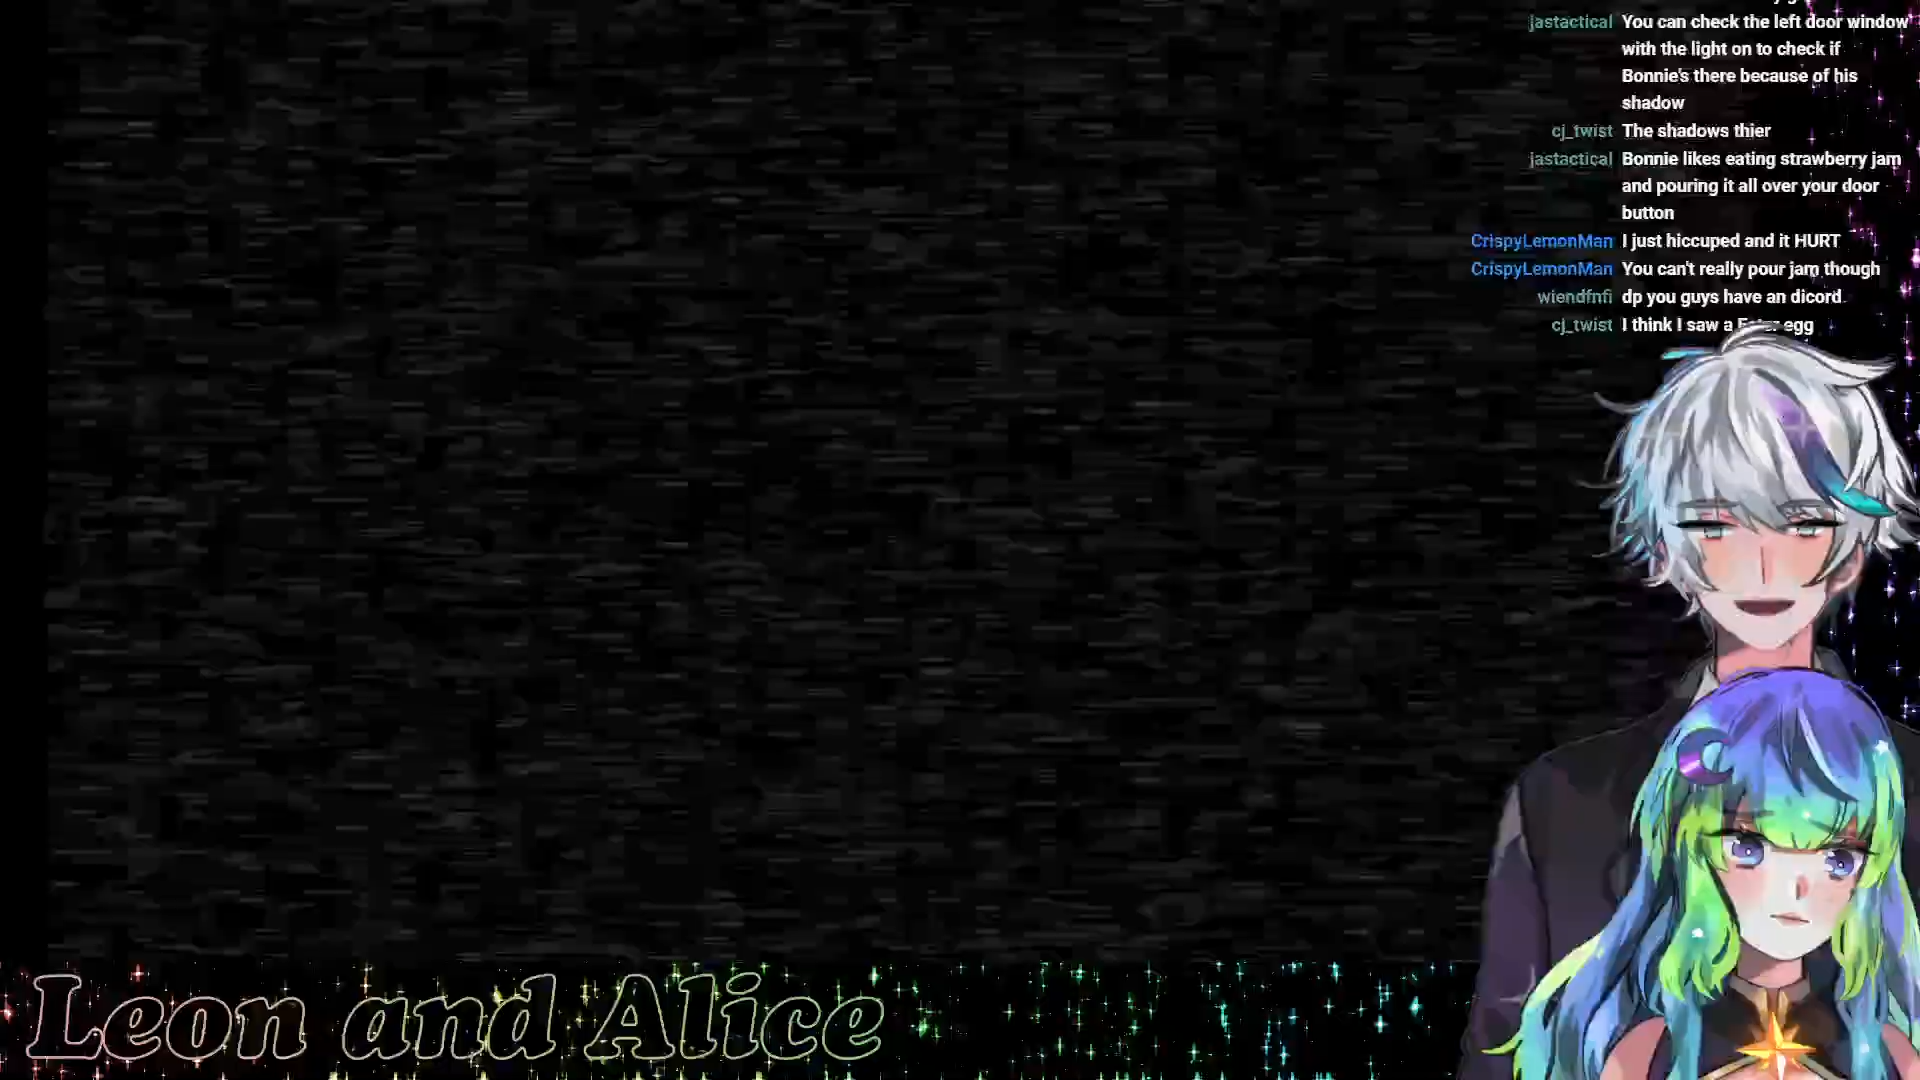 jastactical You can check the left door window
with the light on to check if
Bonnie's there because of his
shadow
cj_twist The shadows thier
jastactical Bonnie likes eating strawberry jam
and pouring it all over your door
button
CrispyLemonMan I just hiccuped and it HURT
CrispyLemonMan You can't really pour jam though
wiendfnfi dp you guys have an dicord
cj_twist I think I saw a egg
Leon and Alice